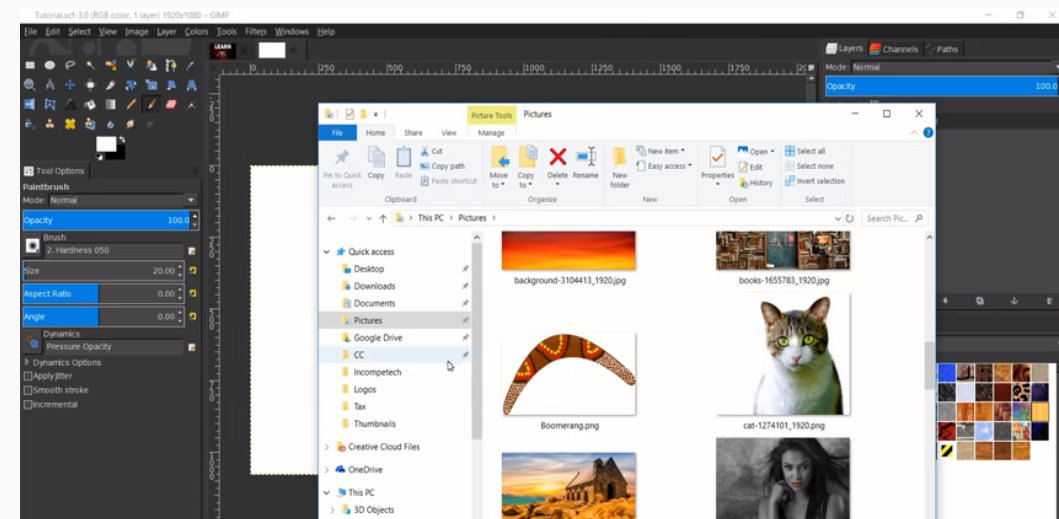 Tutorial.xcf-3.0 (RGB color, 1 layer) 1920x1080 – GIMP
File Edit Select View Image Layer Colors Tools Filters Windows Help
LEARN
Layers Channels Paths
0 250 500 750 1000 1250 1500 1750
Mode: Normal
Opacity 100.0
Picture Tools Pictures
File Home Share View Manage
Cut
Copy path
Paste shortcut
Pin to Quick access
Copy
Paste
Clipboard
Move to
Copy to
Delete
Rename
Organize
New item
Easy access
New folder
New
Properties
Open
Edit
History
Open
Select all
Select none
Invert selection
Select
This PC > Pictures >
Search Pic...
Tool Options
Paintbrush
Mode: Normal
Opacity 100.0
Brush
2. Hardness 050
Size 20.00
Aspect Ratio 0.00
Angle 0.00
Dynamics
Pressure Opacity
Dynamics Options
Apply Jitter
Smooth stroke
Incremental
Quick access
Desktop
Downloads
Documents
Pictures
Google Drive
CC
Incompetech
Logos
Tax
Thumbnails
Creative Cloud Files
OneDrive
This PC
3D Objects
background-3104413_1920.jpg
books-1655783_1920.jpg
Boomerang.png
cat-1274101_1920.png